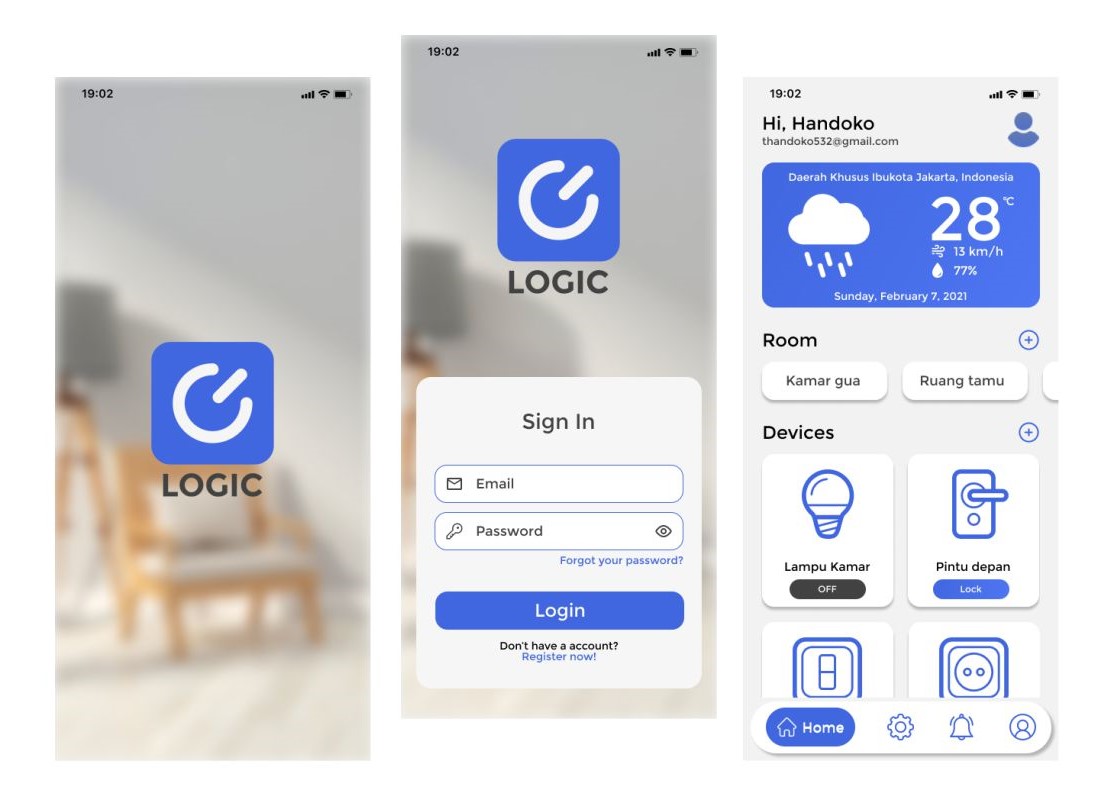 19:02
LOGIC
19:02
LOGIC
Sign In
Email
Password
Forgot your password?
Login
Don't have a account?
Register now!
19:02
Hi, Handoko
thandoko532@gmail.com
Daerah Khusus Ibukota Jakarta, Indonesia
28 °C
13 km/h
77%
Sunday, February 7, 2021
Room
Kamar gua
Ruang tamu
Devices
Lampu Kamar
OFF
Pintu depan
Lock
Home